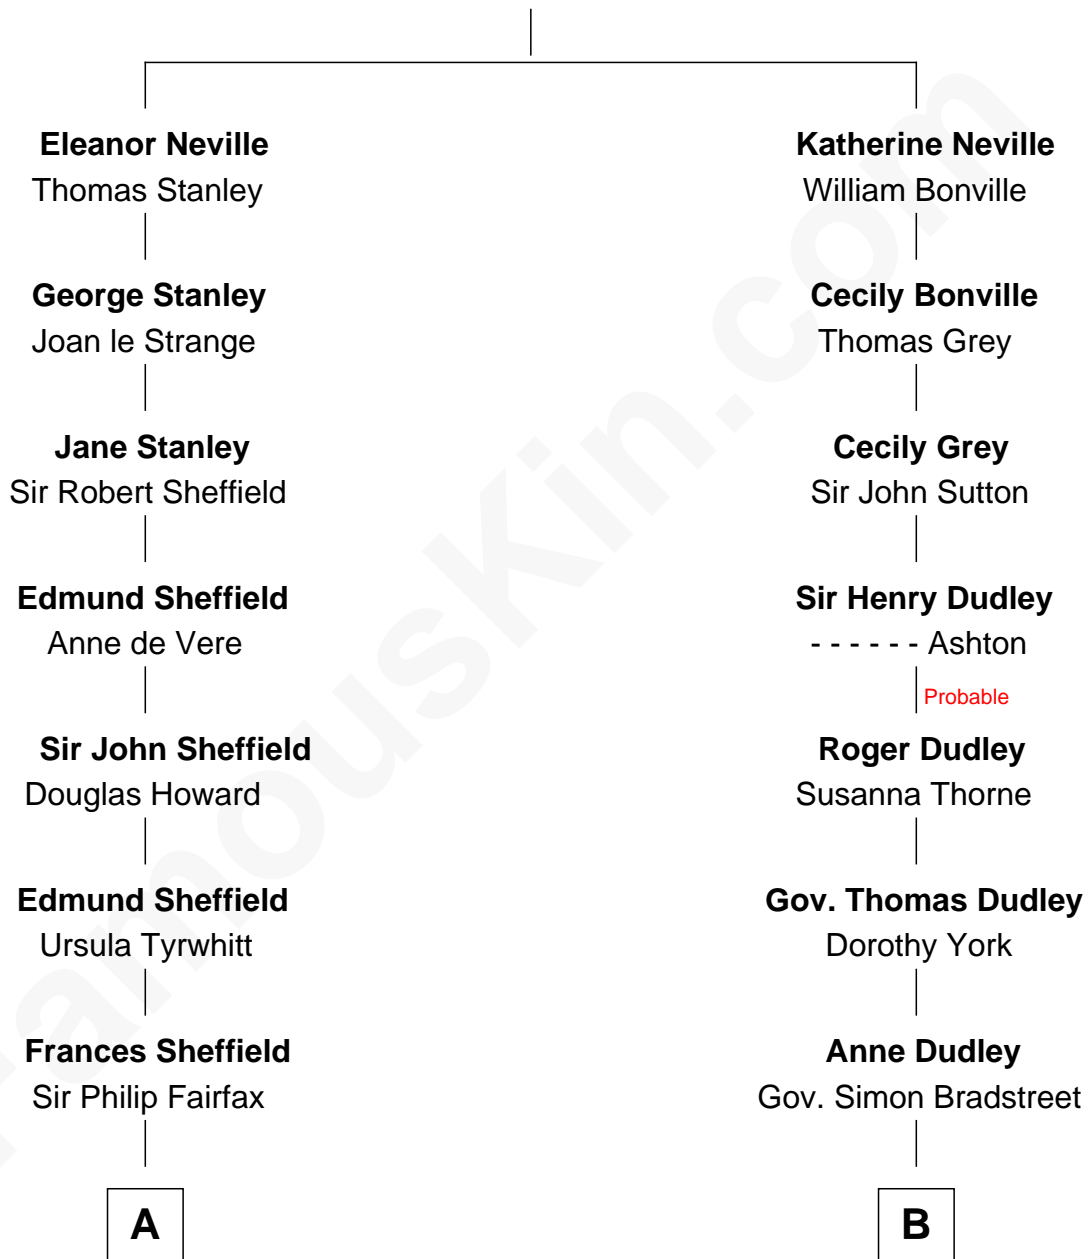 Eleanor Neville
Thomas Stanley
George Stanley
Joan le Strange
Jane Stanley
Sir Robert Sheffield
Edmund Sheffield
Anne de Vere
Sir John Sheffield
Douglas Howard
Edmund Sheffield
Ursula Tyrwhitt
Frances Sheffield
Sir Philip Fairfax
A
Katherine Neville
William Bonville
Cecily Bonville
Thomas Grey
Cecily Grey
Sir John Sutton
Sir Henry Dudley
- - - - - - Ashton
Probable
Roger Dudley
Susanna Thorne
Gov. Thomas Dudley
Dorothy York
Anne Dudley
Gov. Simon Bradstreet
B
FamousKin.com